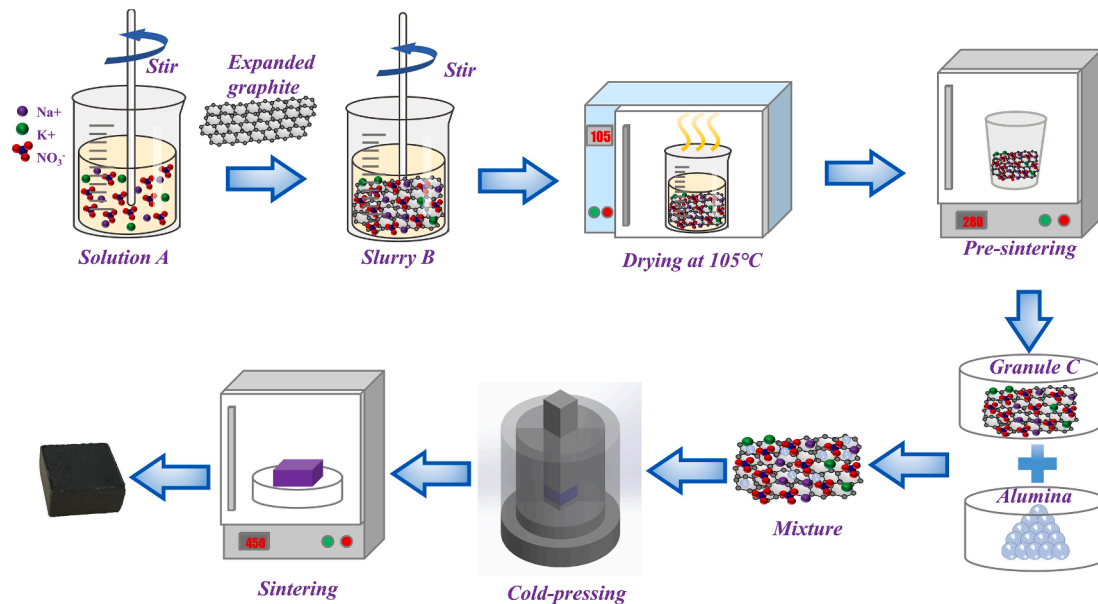 Stir
Expanded
graphite
Stir
Na+
K+
NO₃⁻
105
280
Solution A
Slurry B
Drying at 105°C
Pre-sintering
Granule C
Alumina
Mixture
450
Sintering
Cold-pressing